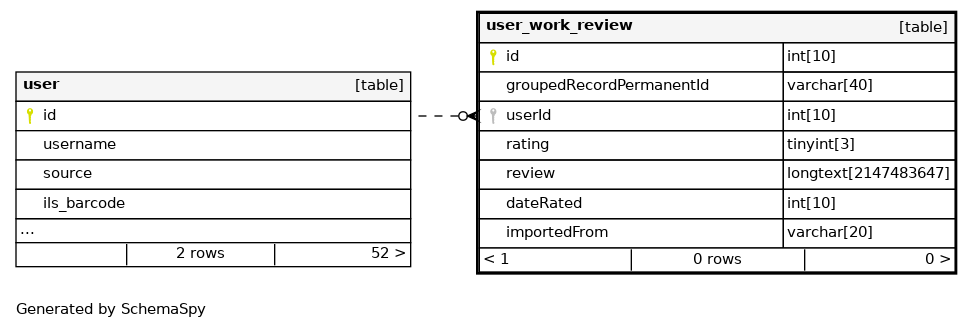 user [table]
id
username
source
ils_barcode
...
2 rows 52 >
user_work_review [table]
id int[10]
groupedRecordPermanentId varchar[40]
userId int[10]
rating tinyint[3]
review longtext[2147483647]
dateRated int[10]
importedFrom varchar[20]
< 1 0 rows 0 >
Generated by SchemaSpy